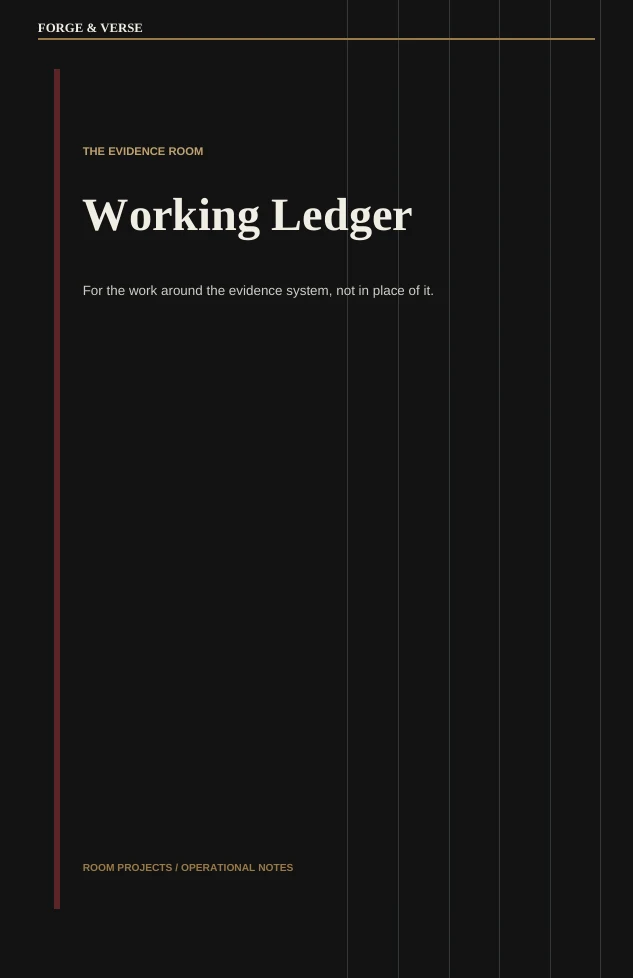 FORGE & VERSE
THE EVIDENCE ROOM
Working Ledger
For the work around the evidence system, not in place of it.
ROOM PROJECTS / OPERATIONAL NOTES